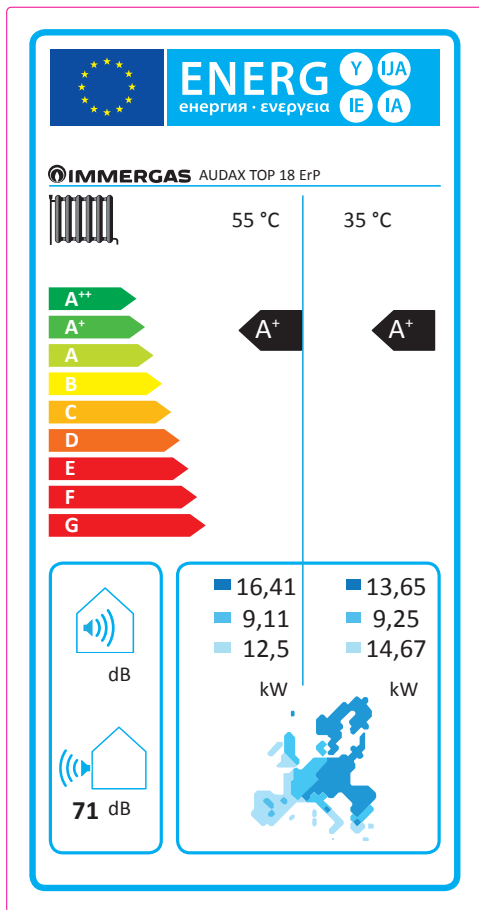 ENERG Y IJA
енергия · ενεργεια IE IA
IMMERGAS AUDAX TOP 18 ErP
55 °C 35 °C
A++
A+ A+ A+
A
B
C
D
E
F
G
16,41 13,65
9,11 9,25
12,5 14,67
dB
kW kW
71 dB